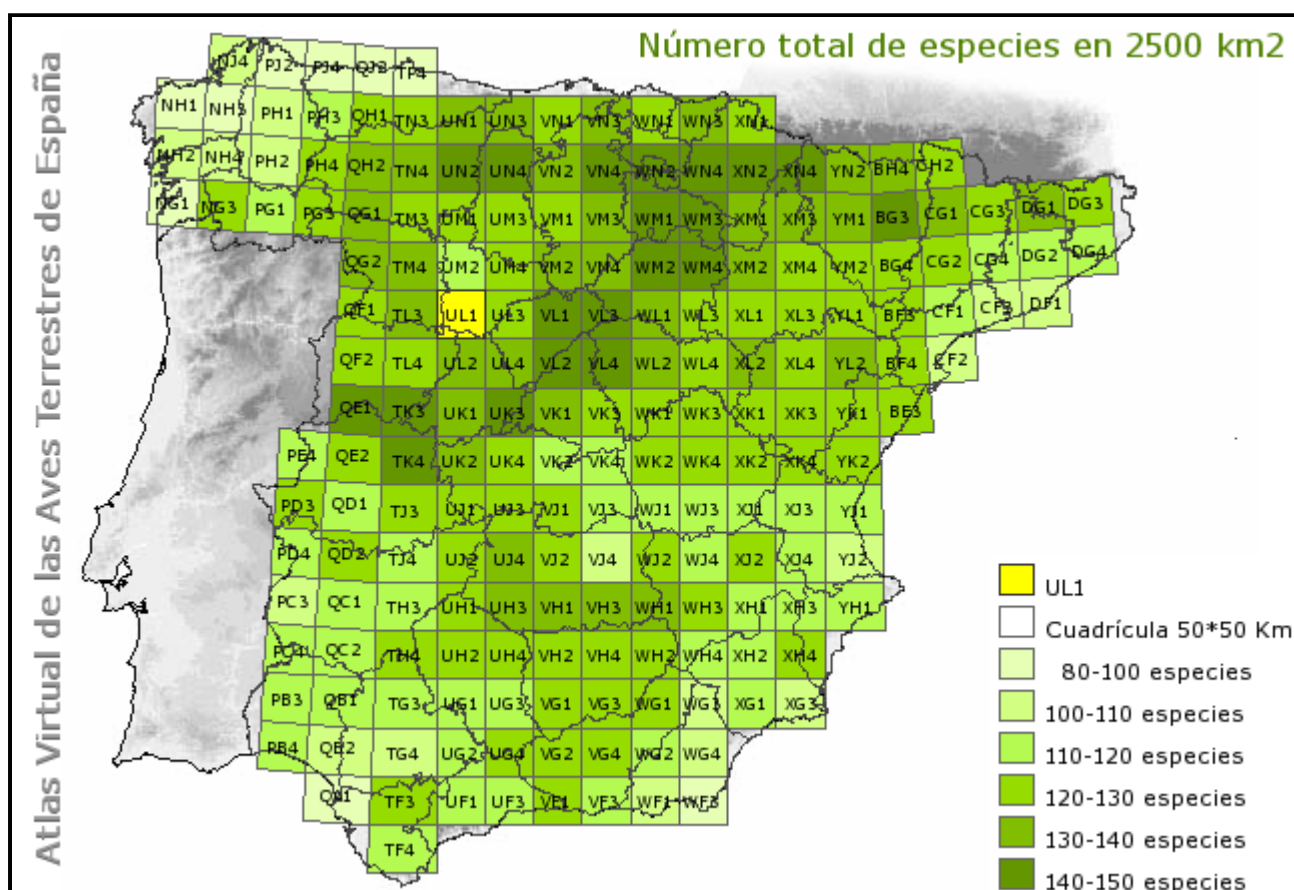 Número total de especies en 2500 km2
Atlas Virtual de las Aves Terrestres de España
NJ4 PJ2 PJ4 QJ2 TP4
NH1 NH3 PH1 PH3 QH1 TN3 UN1 UN3 VN1 VN3 WN1 WN3 XN1
NH2 NH4 PH2 PH4 QH2 TN4 UN2 UN4 VN2 VN4 WN2 WN4 XN2 XN4 YN2 BH4 CH2
NG1 NG3 PG1 PG3 QG1 TM3 UM1 UM3 VM1 VM3 WM1 WM3 XM1 XM3 YM1 BG3 CG1 CG3 DG1 DG3
QG2 TM4 UM2 UM4 VM2 VN4 WM2 WM4 XM2 XM4 YM2 BG4 CG2 CG4 DG2 DG4
QF1 TL3 UL1 UL3 VL1 VL3 WL1 WL3 XL1 XL3 YL1 BF3 CF1 CF3 DF1
QF2 TL4 UL2 UL4 VL2 VL4 WL2 WL4 XL2 XL4 YL2 BF4 CF2
QE1 TK3 UK1 UK3 VK1 VK3 WK1 WK3 XK1 XK3 YK1 BE3
PE4 QE2 TK4 UK2 UK4 VK2 VK4 WK2 WK4 XK2 XK4 YK2
PD3 QD1 TJ3 UJ1 UJ3 VJ1 VJ3 WJ1 WJ3 XJ1 XJ3 YJ1
PD4 QD2 TJ4 UJ2 UJ4 VJ2 VJ4 WJ2 WJ4 XJ2 XJ4 YJ2
PC3 QC1 TH3 UH1 UH3 VH1 VH3 WH1 WH3 XH1 XH3 YH1
PC4 QC2 TH4 UH2 UH4 VH2 VH4 WH2 WH4 XH2 XH4
PB3 QB1 TG3 UG1 UG3 VG1 VG3 WG1 WG3 XG1 XG3
PB4 QB2 TG4 UG2 UG4 VG2 VG4 WG2 WG4
QA1 TF3 UF1 UF3 VF1 VF3 WF1 WF3
TF4
UL1
Cuadrícula 50*50 Km
80-100 especies
100-110 especies
110-120 especies
120-130 especies
130-140 especies
140-150 especies